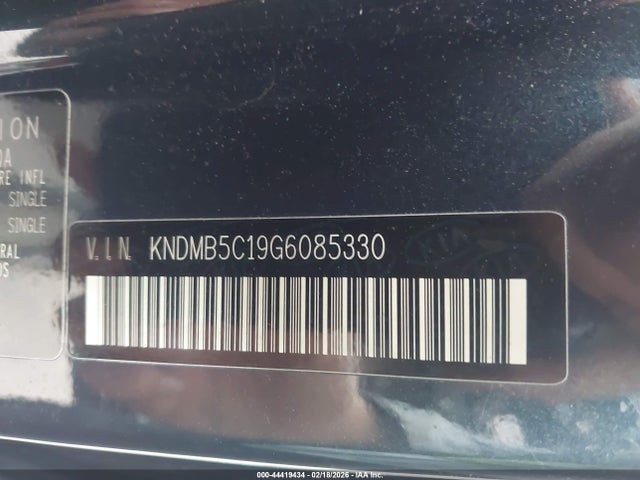 ION
DA
RE INFL
SINGLE
SINGLE
RAL
OS
V.I.N. KNDMB5C19G6085330
000-44419434 - 02/18/2026 - IAA Inc.